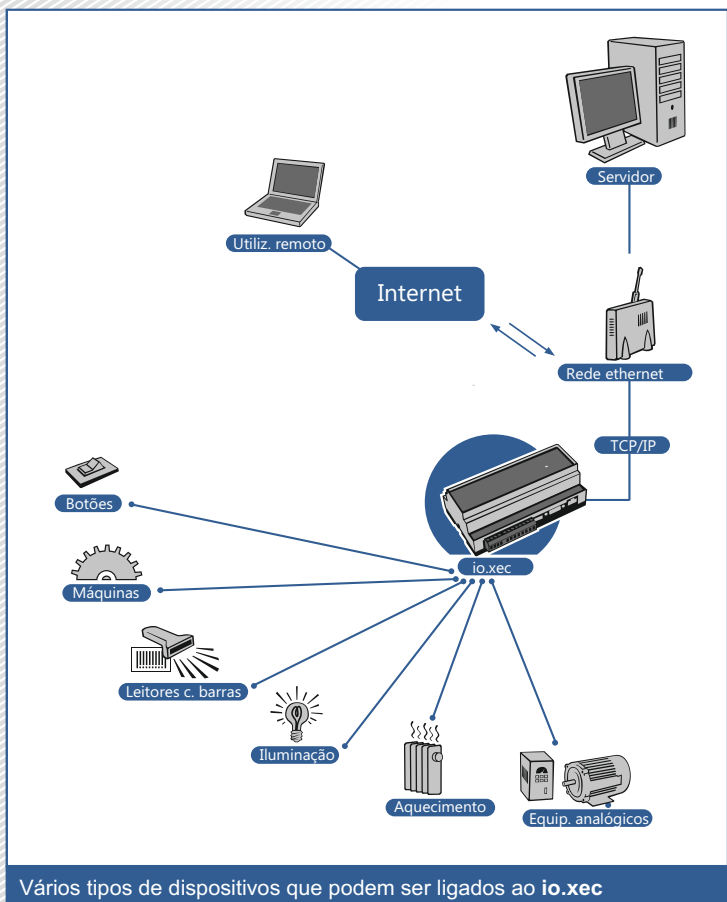 Servidor
Utiliz. remoto
Internet
Rede ethernet
TCP/IP
Botões
io.xec
Máquinas
Leitores c. barras
Iluminação
Aquecimento
Equip. analógicos
Vários tipos de dispositivos que podem ser ligados ao io.xec